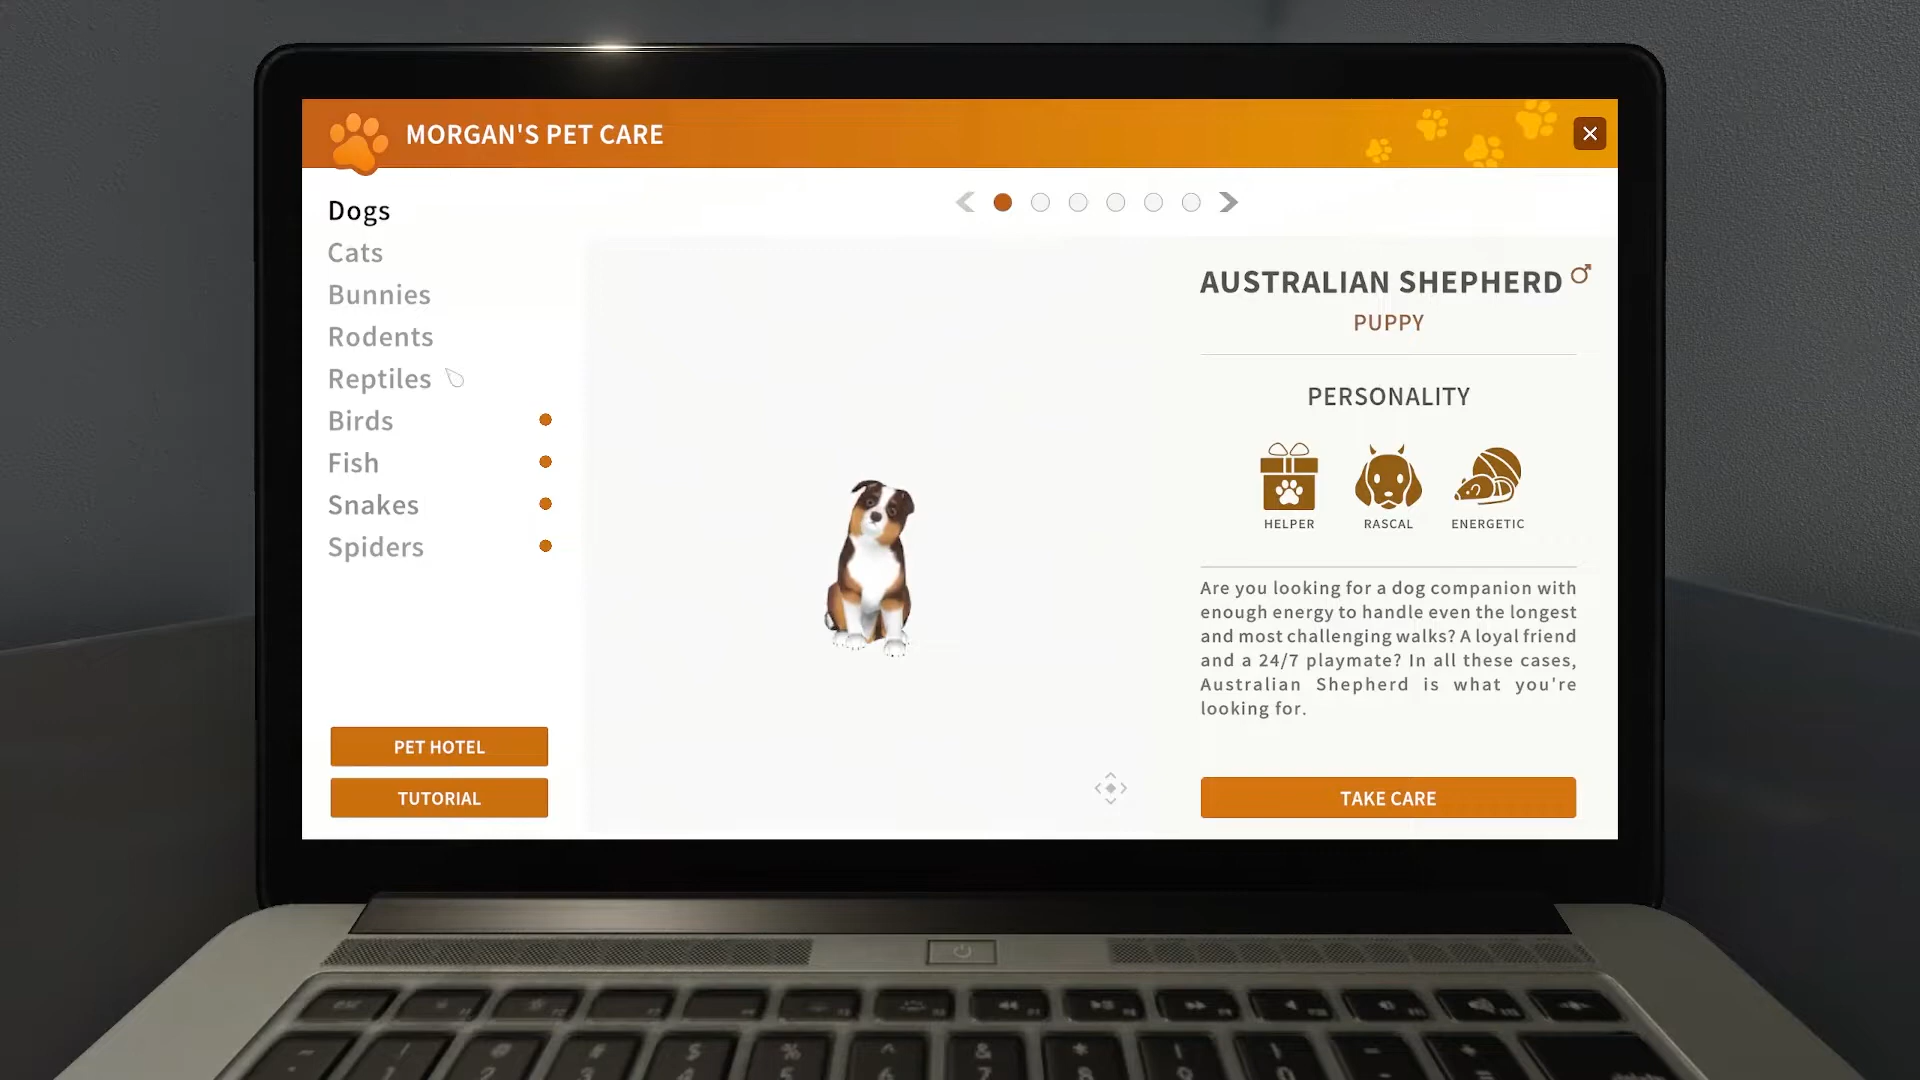 MORGAN'S PET CARE
Dogs
Cats
Bunnies
Rodents
Reptiles
Birds
Fish
Snakes
Spiders
PET HOTEL
TUTORIAL
AUSTRALIAN SHEPHERD
PUPPY
PERSONALITY
HELPER
RASCAL
ENERGETIC
Are you looking for a dog companion with
enough energy to handle even the longest
and most challenging walks? A loyal friend
and a 24/7 playmate? In all these cases,
Australian Shepherd is what you're
looking for.
TAKE CARE